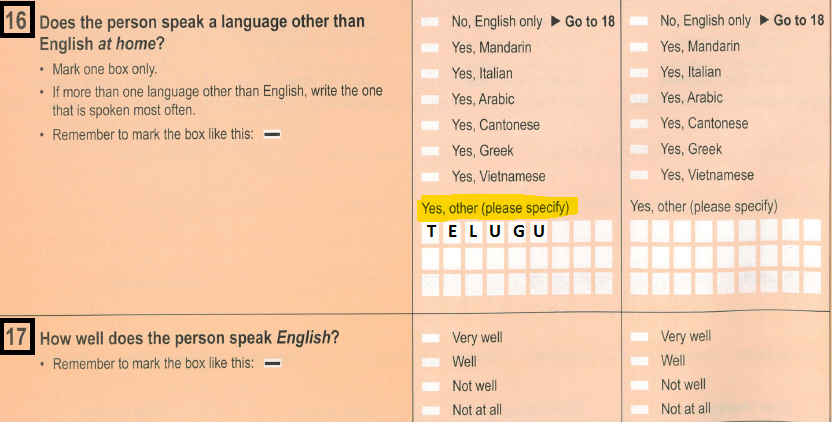 16 Does the person speak a language other than
English at home?
• Mark one box only.
• If more than one language other than English, write the one
that is spoken most often.
• Remember to mark the box like this:
No, English only ▶ Go to 18
Yes, Mandarin
Yes, Italian
Yes, Arabic
Yes, Cantonese
Yes, Greek
Yes, Vietnamese
Yes, other (please specify)
TELUGU
No, English only ▶ Go to 18
Yes, Mandarin
Yes, Italian
Yes, Arabic
Yes, Cantonese
Yes, Greek
Yes, Vietnamese
Yes, other (please specify)
17 How well does the person speak English?
• Remember to mark the box like this:
Very well
Well
Not well
Not at all
Very well
Well
Not well
Not at all